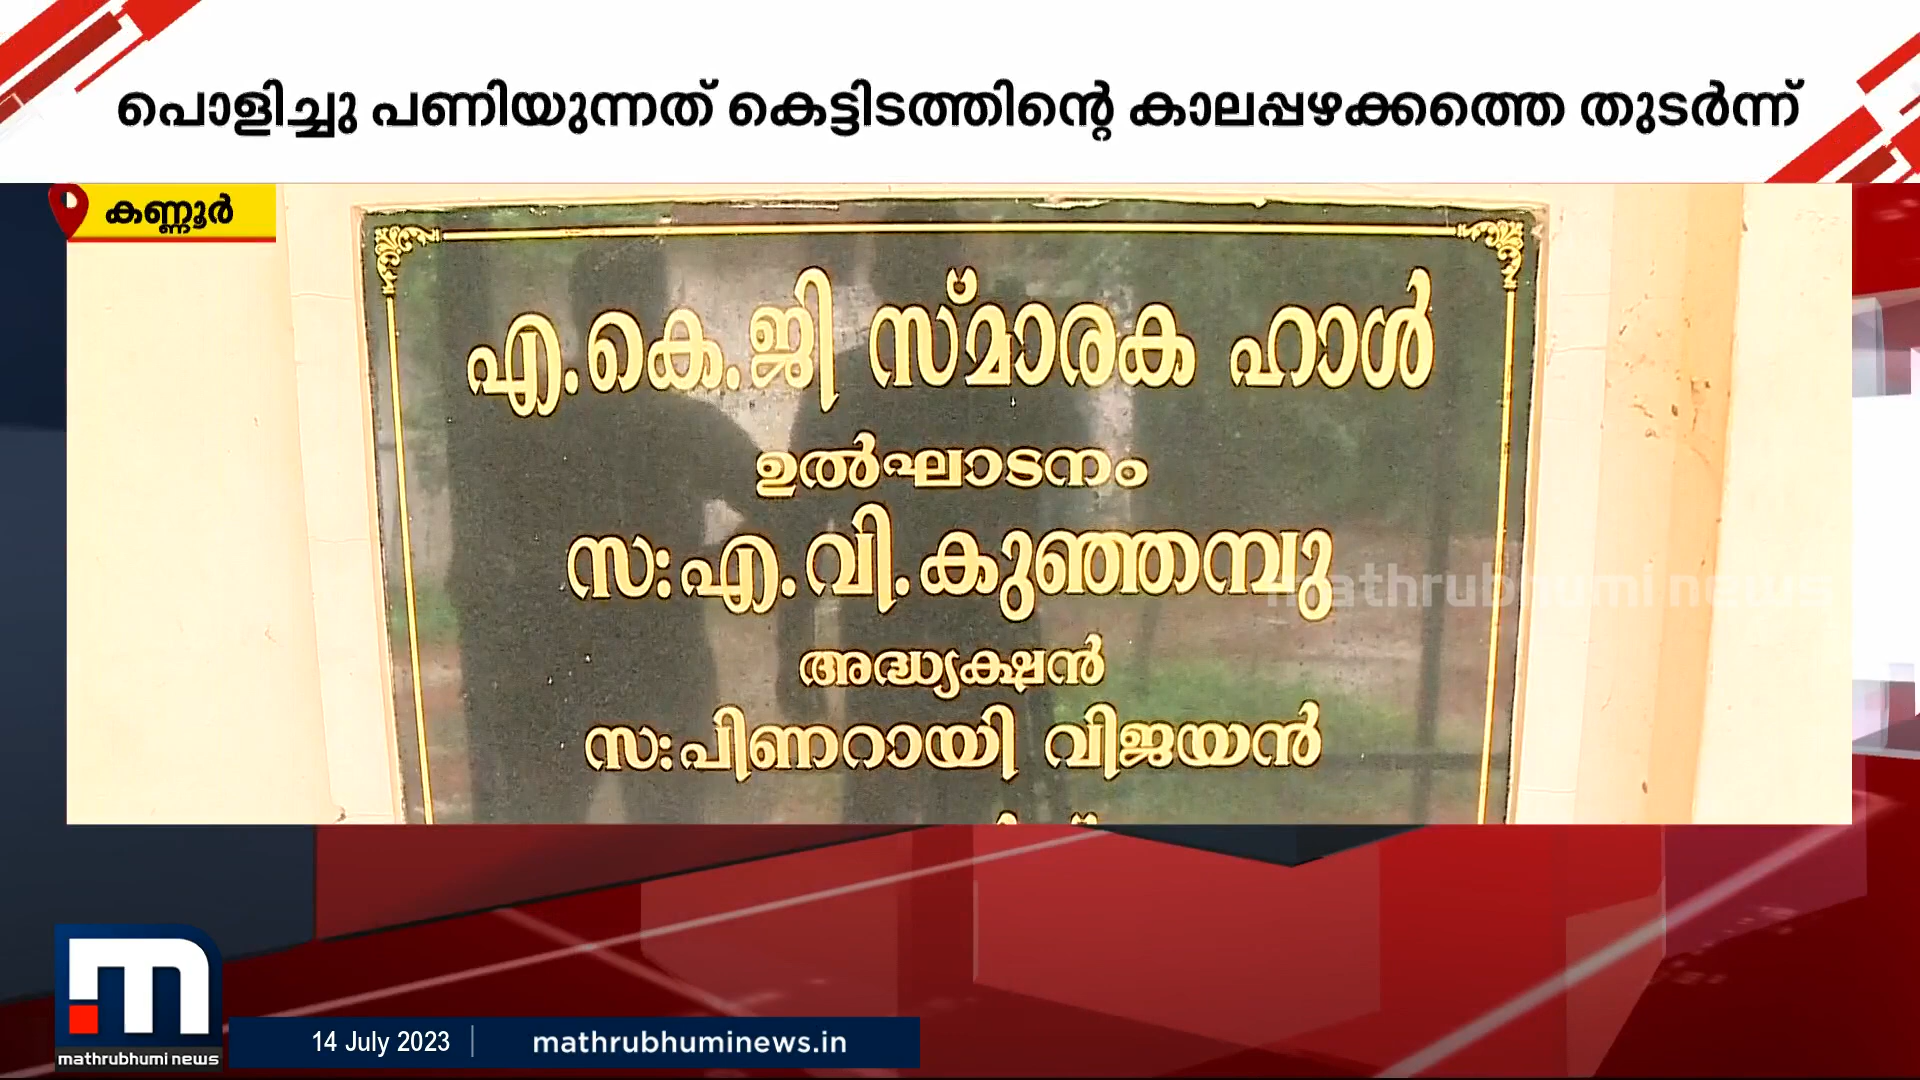 പൊളിച്ചു പണിയുന്നത് കെട്ടിടത്തിന്റെ കാലപ്പഴക്കത്തെ തുടർന്ന്
കണ്ണൂർ
എ.കെ.ജി സ്മാരക ഹാൾ
ഉൽഘാടനം
സ:എ.വി.കുഞ്ഞമ്പു
mathrubhumi news
അദ്ധ്യക്ഷൻ
സ:പിണറായി വിജയൻ
mathrubhumi news
14 July 2023
mathrubhuminews.in